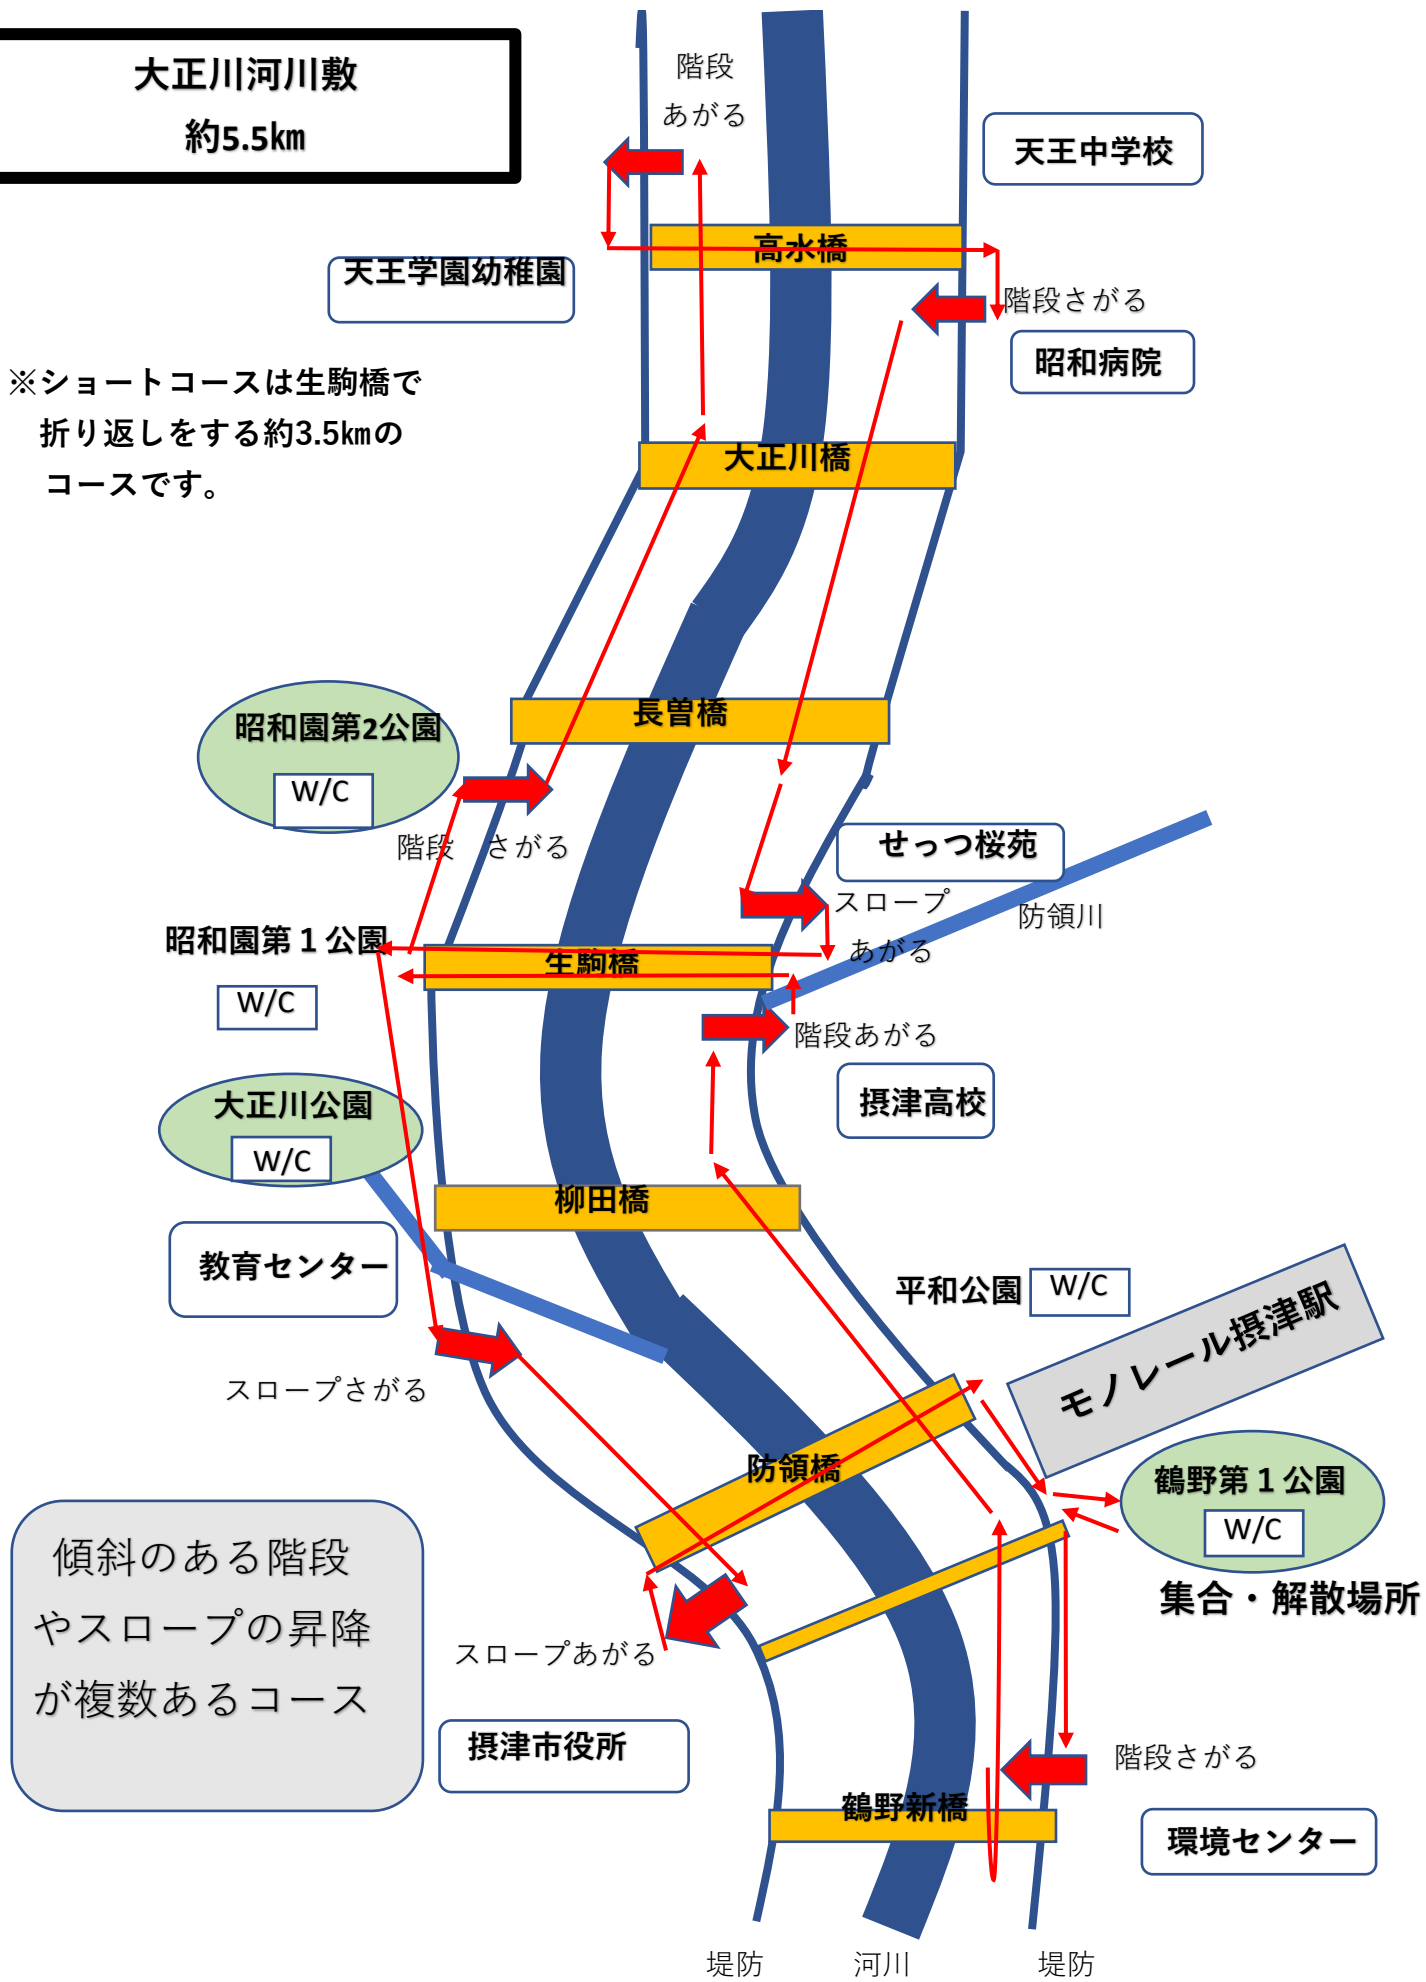 大正川河川敷
約5.5㎞
階段
あがる
天王中学校
高水橋
天王学園幼稚園
階段さがる
昭和病院
※ショートコースは生駒橋で
折り返しをする約3.5㎞の
コースです。
大正川橋
長曽橋
昭和園第2公園
W/C
階段 さがる
せっつ桜苑
スロープ
あがる
防領川
昭和園第１公園
W/C
生駒橋
階段あがる
摂津高校
大正川公園
W/C
柳田橋
教育センター
平和公園
W/C
モノレール摂津駅
スロープさがる
防領橋
鶴野第１公園
W/C
集合・解散場所
傾斜のある階段
やスロープの昇降
が複数あるコース
スロープあがる
摂津市役所
階段さがる
鶴野新橋
環境センター
堤防
河川
堤防